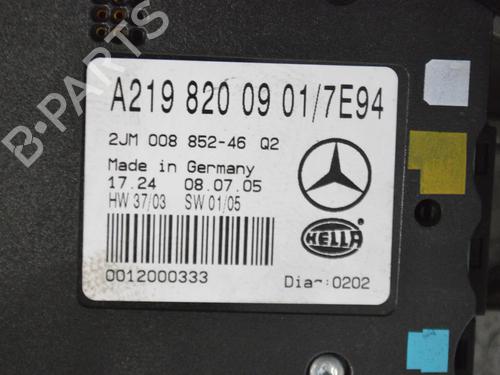 A219 820 09 01/7E94
2JM 008 852-46 Q2
Made in Germany
17.24 08.07.05
HW 37/03 SW 01/05
HELLA
0012000333 Diag:0202
B-PARTS